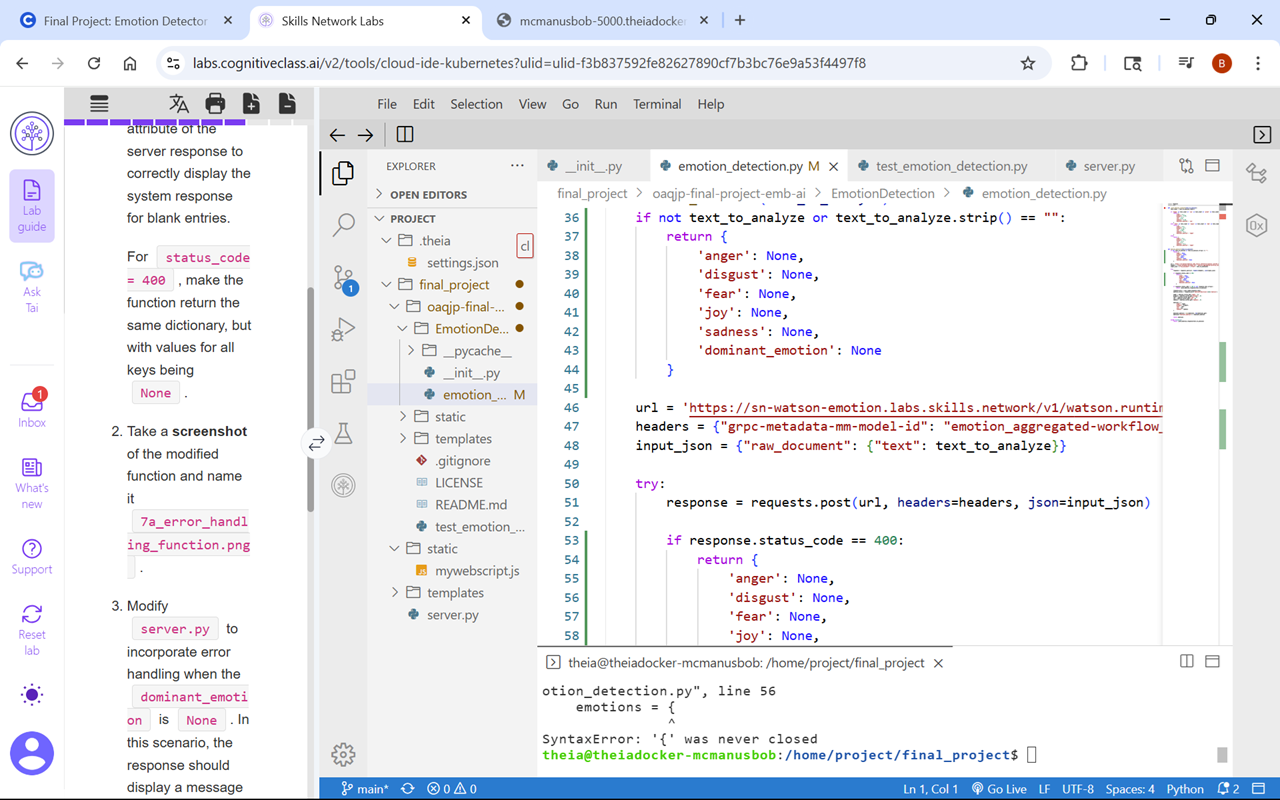 Final Project: Emotion Detector
Skills Network Labs
mcmanusbob-5000.theiadocke
labs.cognitiveclass.ai/v2/tools/cloud-ide-kubernetes?ulid=ulid-f3b837592fe82627890cf7b3bc76e9a53f4497f8
B
Lab
guide
Ask
Tai
1
Inbox
What's
new
Support
Reset
lab
attribute of the
server response to
correctly display the
system response
for blank entries.
For status_code
= 400 , make the
function return the
same dictionary, but
with values for all
keys being
None .
2. Take a screenshot
of the modified
function and name
it
7a_error_handl
ing_function.png
.
3. Modify
server.py to
incorporate error
handling when the
dominant_emoti
on is None . In
this scenario, the
response should
display a message
File Edit Selection View Go Run Terminal Help
1
EXPLORER ...
OPEN EDITORS
PROJECT
.theia
cl
settings.json
final_project
oaqjp-final-...
EmotionDe...
__pycache__
__init__.py
emotion_... M
static
templates
.gitignore
LICENSE
README.md
test_emotion_...
static
JS mywebscript.js
templates
server.py
__init__.py
emotion_detection.py M
test_emotion_detection.py
server.py
final_project > oaqjp-final-project-emb-ai > EmotionDetection > emotion_detection.py
36 if not text_to_analyze or text_to_analyze.strip() == "":
37 return {
38 'anger': None,
39 'disgust': None,
40 'fear': None,
41 'joy': None,
42 'sadness': None,
43 'dominant_emotion': None
44 }
45
46 url = 'https://sn-watson-emotion.labs.skills.network/v1/watson.runtin
47 headers = {"grpc-metadata-mm-model-id": "emotion_aggregated-workflow_
48 input_json = {"raw_document": {"text": text_to_analyze}}
49
50 try:
51 response = requests.post(url, headers=headers, json=input_json)
52
53 if response.status_code == 400:
54 return {
55 'anger': None,
56 'disgust': None,
57 'fear': None,
58 'joy': None,
theia@theiadocker-mcmanusbob: /home/project/final_project
otion_detection.py", line 56
emotions = {
^
SyntaxError: '{' was never closed
theia@theiadocker-mcmanusbob:/home/project/final_project$
0x
main* 0 0 Ln 1, Col 1 Go Live LF UTF-8 Spaces: 4 Python 2